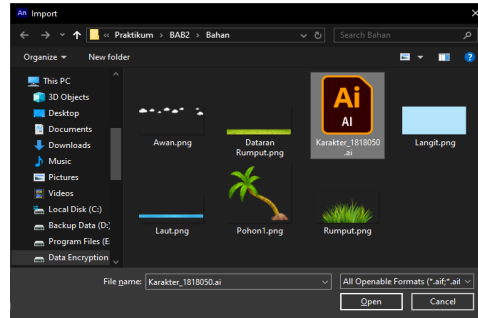 An Import
« Praktikum > BAB2 > Bahan
Search Bahan
Organize
New folder
This PC
3D Objects
Desktop
Documents
Downloads
Music
Pictures
Videos
Local Disk (C:)
Backup Data (D:)
Program Files (E
Data Encryption
Awan.png
Dataran
Rumput.png
Ai
AI
Karakter_1818050
.ai
Langit.png
Laut.png
Pohon1.png
Rumput.png
File name:
Karakter_1818050.ai
All Openable Formats (*.aif;*.ail
Open
Cancel